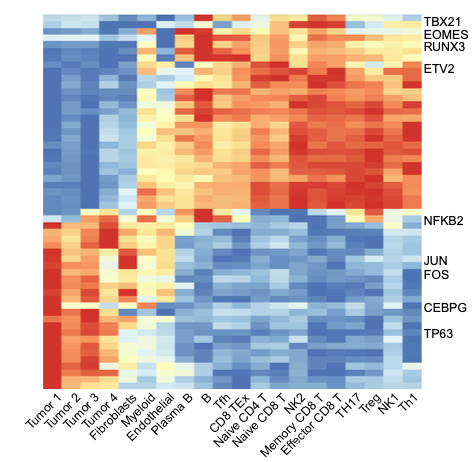 TBX21
EOMES
RUNX3
ETV2
NFKB2
JUN
FOS
CEBPG
TP63
Tumor 1
Tumor 2
Tumor 3
Tumor 4
Fibroblasts
Myeloid
Endothelial
Plasma B
B
Tfh
CD8 TEx
Naive CD4 T
Naive CD8 T
NK2
Memory CD8 T
Effector CD8 T
TH17
Treg
NK1
Th1